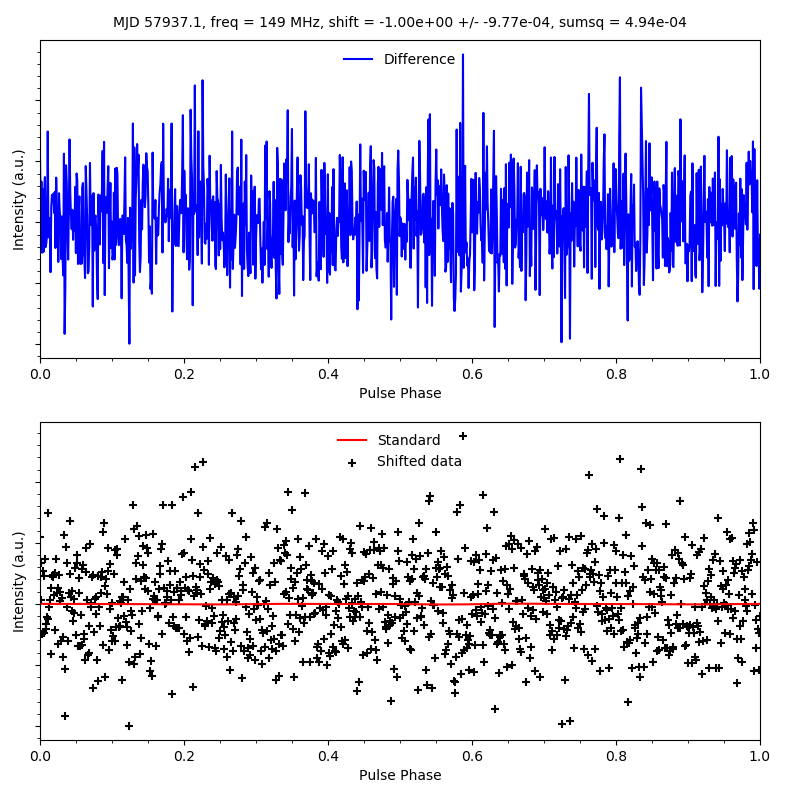 MJD 57937.1, freq = 149 MHz, shift = -1.00e+00 +/- -9.77e-04, sumsq = 4.94e-04
Difference
Intensity (a.u.)
0.0 0.2 0.4 0.6 0.8 1.0
Pulse Phase
Standard
Shifted data
Intensity (a.u.)
0.0 0.2 0.4 0.6 0.8 1.0
Pulse Phase